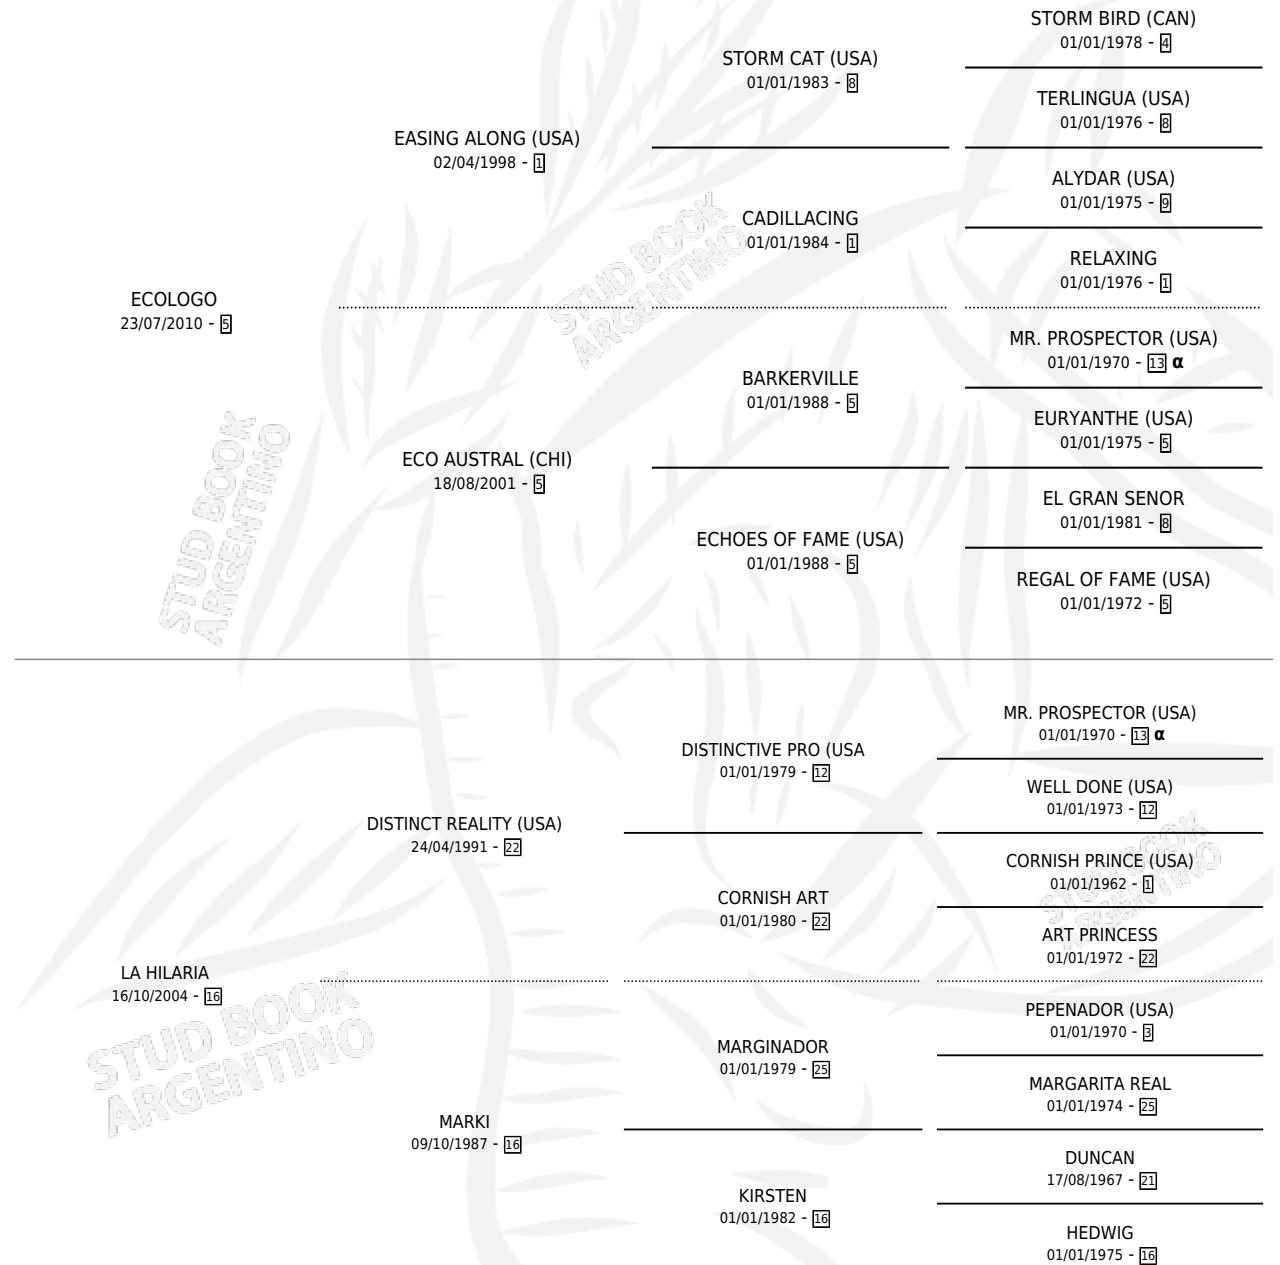 STORM BIRD (CAN)
01/01/1978 - 4
STORM CAT (USA)
01/01/1983 - 8
TERLINGUA (USA)
01/01/1976 - 8
EASING ALONG (USA)
02/04/1998 - 1
ALYDAR (USA)
01/01/1975 - 9
CADILLACING
01/01/1984 - 1
RELAXING
01/01/1976 - 1
ECOLOGO
23/07/2010 - 5
MR. PROSPECTOR (USA)
01/01/1970 - 13 α
BARKERVILLE
01/01/1988 - 5
EURYANTHE (USA)
01/01/1975 - 5
ECO AUSTRAL (CHI)
18/08/2001 - 5
EL GRAN SENOR
01/01/1981 - 8
ECHOES OF FAME (USA)
01/01/1988 - 5
REGAL OF FAME (USA)
01/01/1972 - 5
MR. PROSPECTOR (USA)
01/01/1970 - 13 α
DISTINCTIVE PRO (USA
01/01/1979 - 12
WELL DONE (USA)
01/01/1973 - 12
DISTINCT REALITY (USA)
24/04/1991 - 22
CORNISH PRINCE (USA)
01/01/1962 - 1
CORNISH ART
01/01/1980 - 22
ART PRINCESS
01/01/1972 - 22
LA HILARIA
16/10/2004 - 16
PEPENADOR (USA)
01/01/1970 - 3
MARGINADOR
01/01/1979 - 25
MARGARITA REAL
01/01/1974 - 25
MARKI
09/10/1987 - 16
DUNCAN
17/08/1967 - 21
KIRSTEN
01/01/1982 - 16
HEDWIG
01/01/1975 - 16
STUD BOOK
ARGENTINO
STUD BOOK
ARGENTINO
STUD BOOK
ARGENTINO
STUD BOOK
ARGENTINO